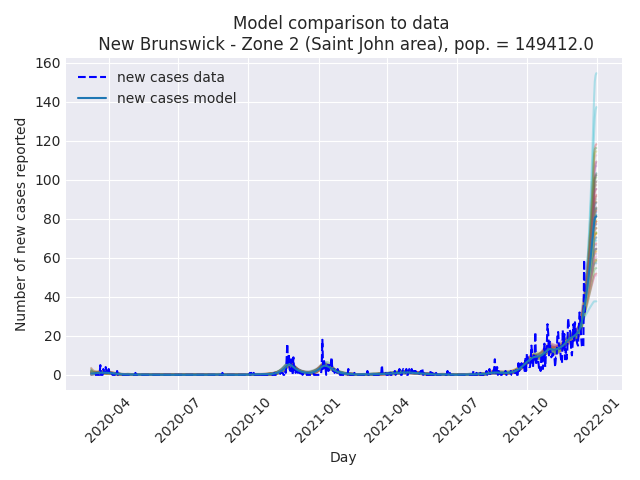 Model comparison to data
New Brunswick - Zone 2 (Saint John area), pop. = 149412.0
new cases data
new cases model
Number of new cases reported
160
140
120
100
80
60
40
20
0
2020-04
2020-07
2020-10
2021-01
2021-04
2021-07
2021-10
2022-01
Day